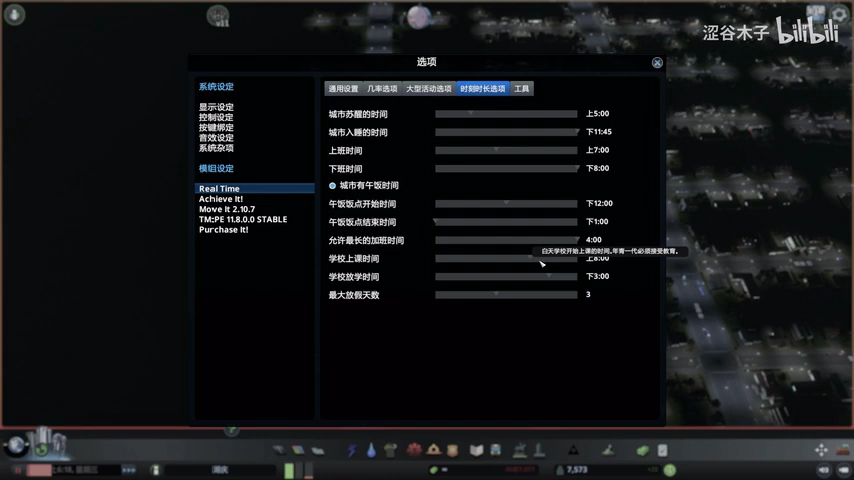 涩谷木子 bilibili
选项
系统设定
显示设定
控制设定
按键绑定
音效设定
系统杂项
模组设定
Real Time
Achieve It!
Move It 2.10.7
TM:PE 11.8.0.0 STABLE
Purchase It!
通用设置 几率选项 大型活动选项 时刻时长选项 工具
城市苏醒的时间 上5:00
城市入睡的时间 下11:45
上班时间 上7:00
下班时间 下8:00
城市有午饭时间
午饭饭点开始时间 下12:00
午饭饭点结束时间 下1:00
允许最长的加班时间 4:00
白天学校开始上课的时间。年青一代必须接受教育。
学校上课时间 上8:00
学校放学时间 下3:00
最大放假天数 3
7,573